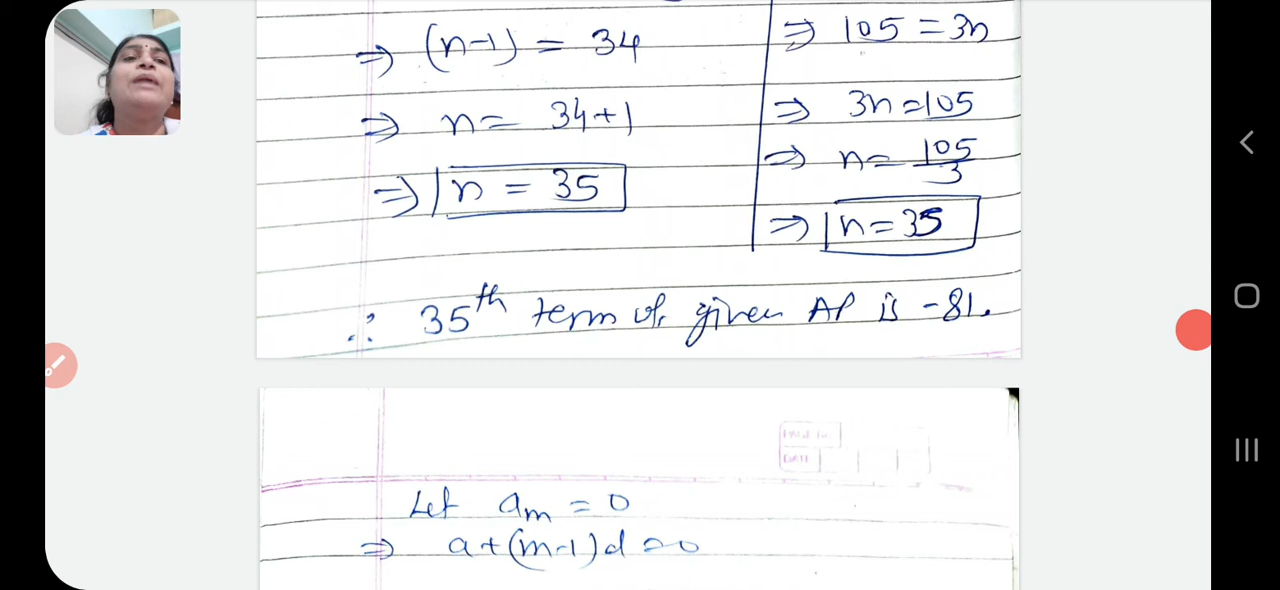 ⇒ (n-1) = 34
⇒ n = 34+1
⇒ n = 35
⇒ 105 = 3n
⇒ 3n = 105
⇒ n = 105/3
⇒ n = 35
∴ 35th term of given AP is -81.
DATE
Let am = 0
⇒ a+(m-1)d = 0